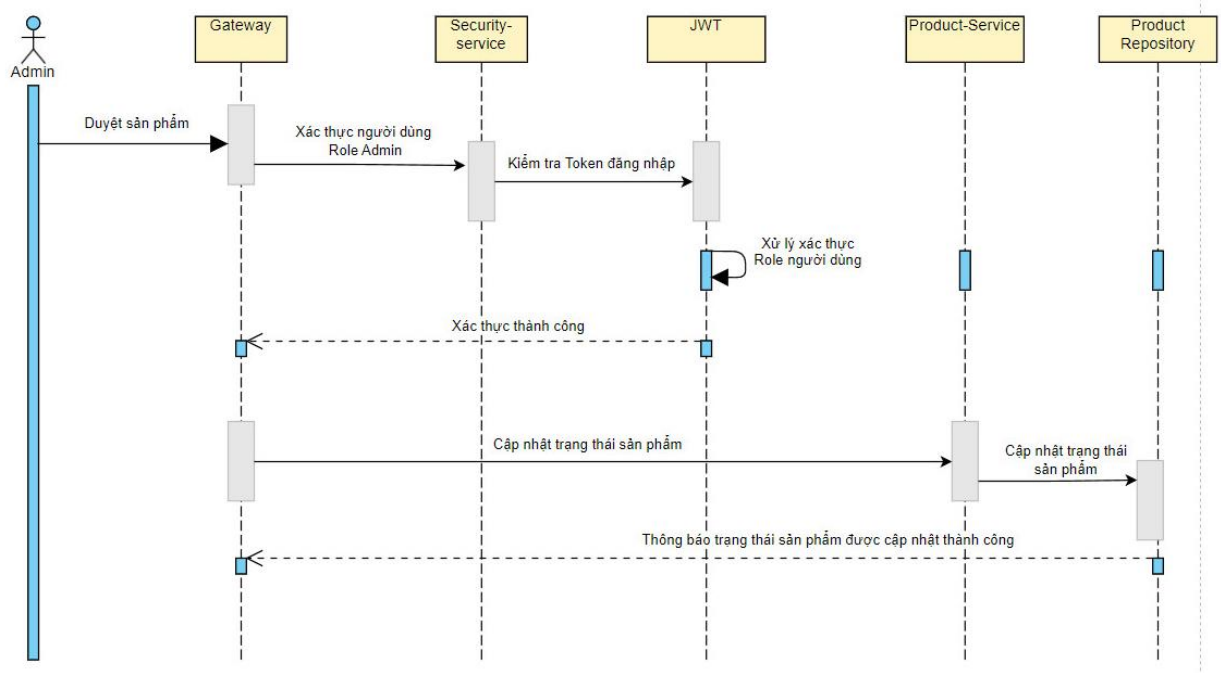 Gateway
Security-
service
JWT
Product-Service
Product
Repository
Admin
Duyệt sản phẩm
Xác thực người dùng
Role Admin
Kiểm tra Token đăng nhập
Xử lý xác thực
Role người dùng
Xác thực thành công
Cập nhật trạng thái sản phẩm
Cập nhật trạng thái
sản phẩm
Thông báo trạng thái sản phẩm được cập nhật thành công